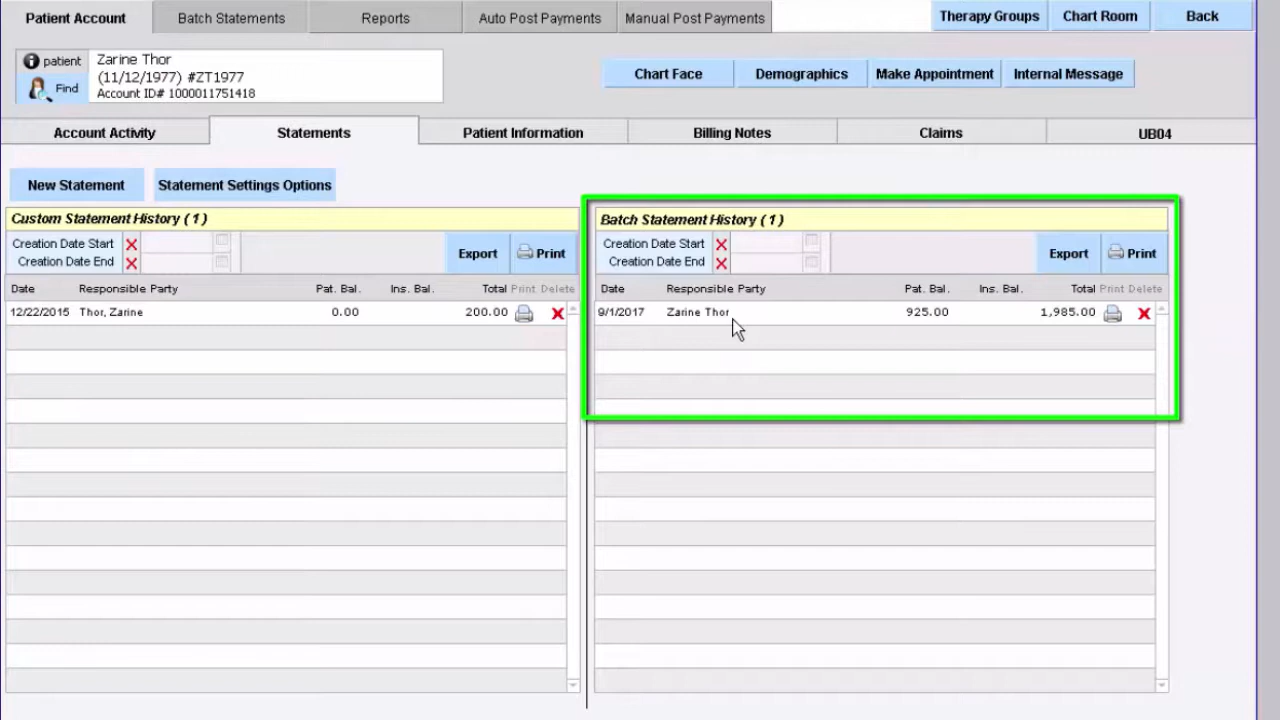 Patient Account Batch Statements Reports Auto Post Payments Manual Post Payments Therapy Groups Chart Room Back
patient
Find
Zarine Thor
(11/12/1977) #ZT1977
Account ID# 1000011751418
Chart Face Demographics Make Appointment Internal Message
Account Activity Statements Patient Information Billing Notes Claims UB04
New Statement Statement Settings Options
Custom Statement History ( 1 )
Creation Date Start
Creation Date End
Export Print
Date Responsible Party Pat. Bal. Ins. Bal. Total Print Delete
12/22/2015 Thor, Zarine 0.00 200.00
Batch Statement History ( 1 )
Creation Date Start
Creation Date End
Export Print
Date Responsible Party Pat. Bal. Ins. Bal. Total Print Delete
9/1/2017 Zarine Thor 925.00 1,985.00